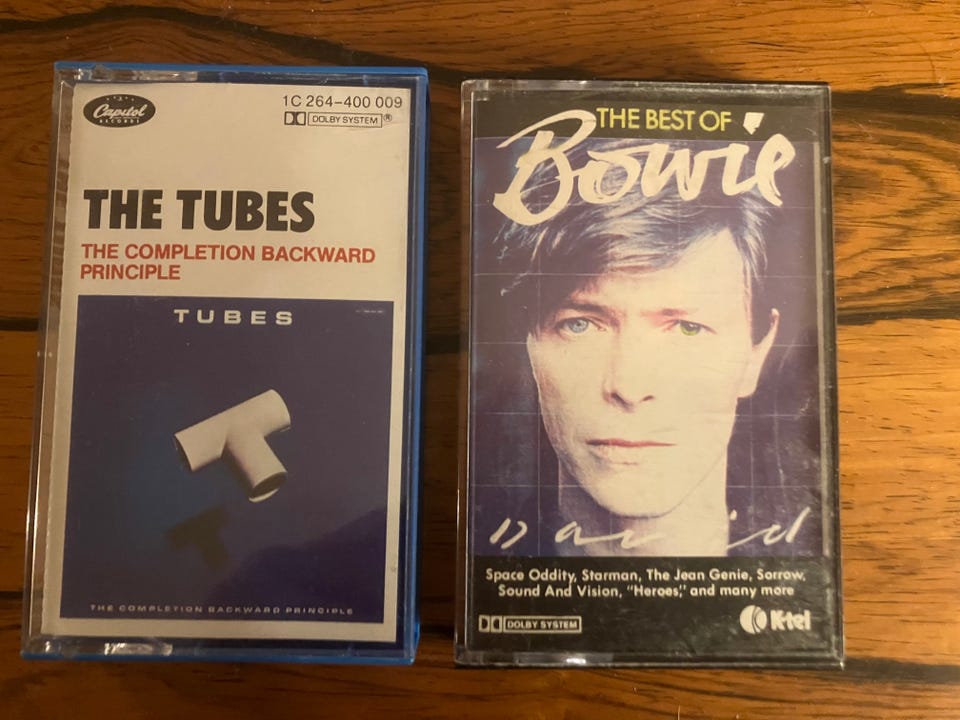 Capitol
RECORDS
1C 264-400 009
DOLBY SYSTEM®
THE TUBES
THE COMPLETION BACKWARD
PRINCIPLE
TUBES
THE COMPLETION BACKWARD PRINCIPLE
THE BEST OF
Bowie
David
Space Oddity, Starman, The Jean Genie, Sorrow,
Sound And Vision, "Heroes," and many more
DOLBY SYSTEM
K-tel